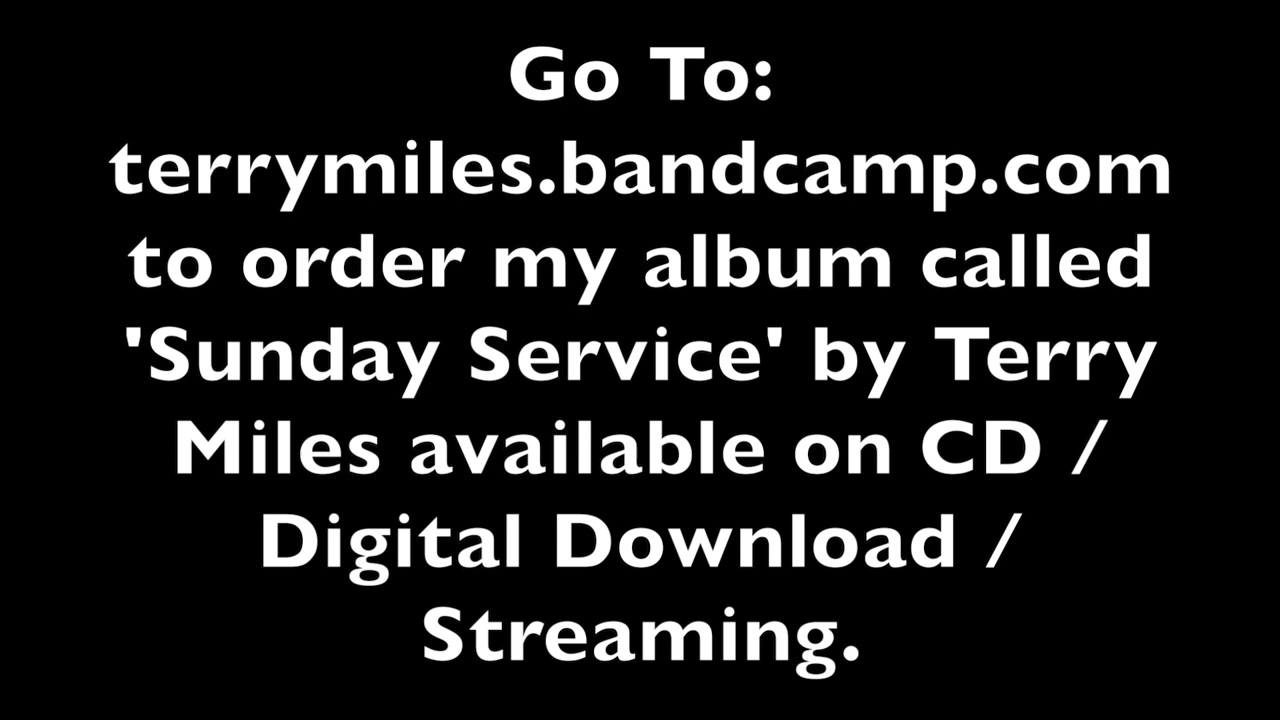 Go To:
terrymiles.bandcamp.com
to order my album called
'Sunday Service' by Terry
Miles available on CD /
Digital Download /
Streaming.